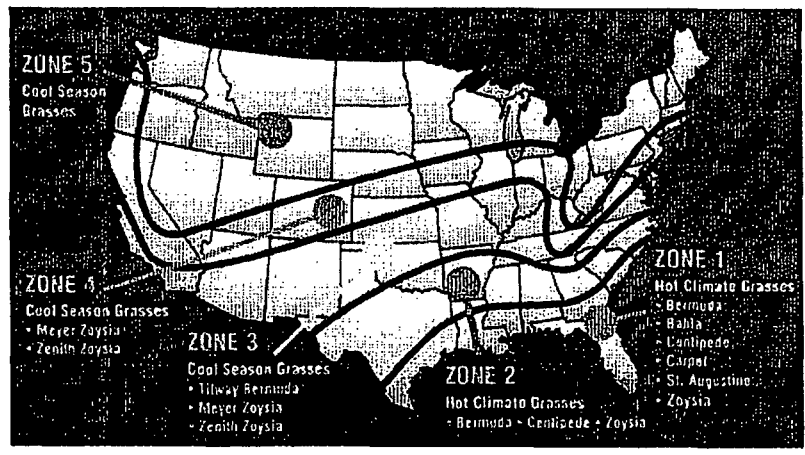 ZONE 5
Cool Season
Grasses
ZONE 4
Cool Season Grasses
• Meyer Zoysia
• Zenith Zoysia
ZONE 3
Cool Season Grasses
• Tifway Bermuda
• Meyer Zoysia
• Zenith Zoysia
ZONE 2
Hot Climate Grasses
• Bermuda • Centipede • Zoysia
ZONE 1
Hot Climate Grasses
• Bermuda
• Bahia
• Centipede
• Carpet
• St. Augustine
• Zoysia